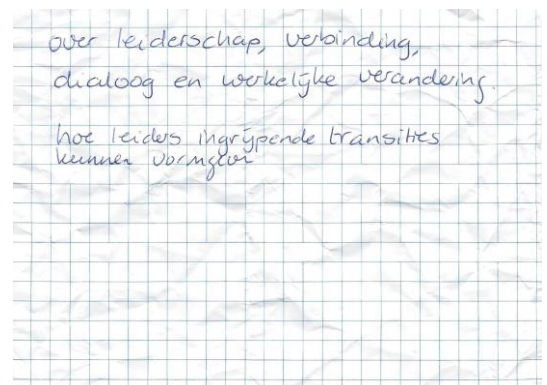 over leiderschap, verbinding,
dialoog en werkelijke verandering.
hoe leiders ingrijpende transities
kunnen vormgeven